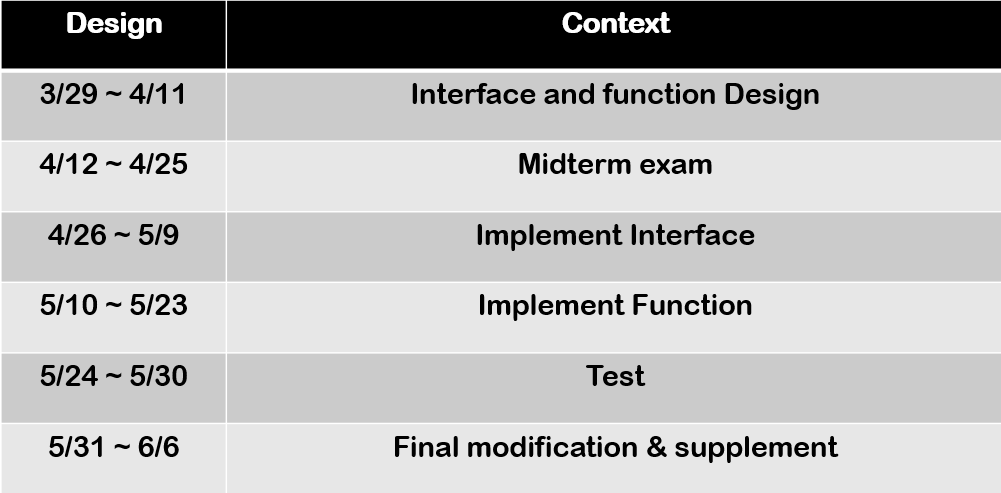 Design Context
3/29 ~ 4/11 Interface and function Design
4/12 ~ 4/25 Midterm exam
4/26 ~ 5/9 Implement Interface
5/10 ~ 5/23 Implement Function
5/24 ~ 5/30 Test
5/31 ~ 6/6 Final modification & supplement